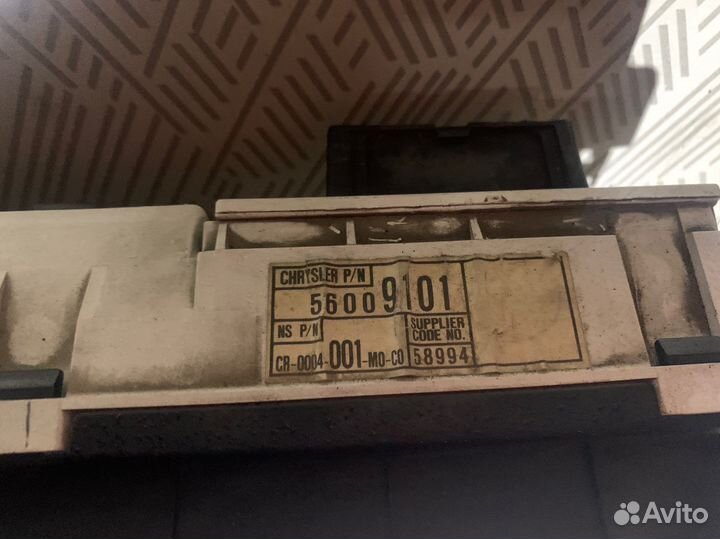 CHRYSLER P/N
56009101
NS P/N
SUPPLIER
CODE NO.
CR-0004-001-MO-CO
58994
Avito